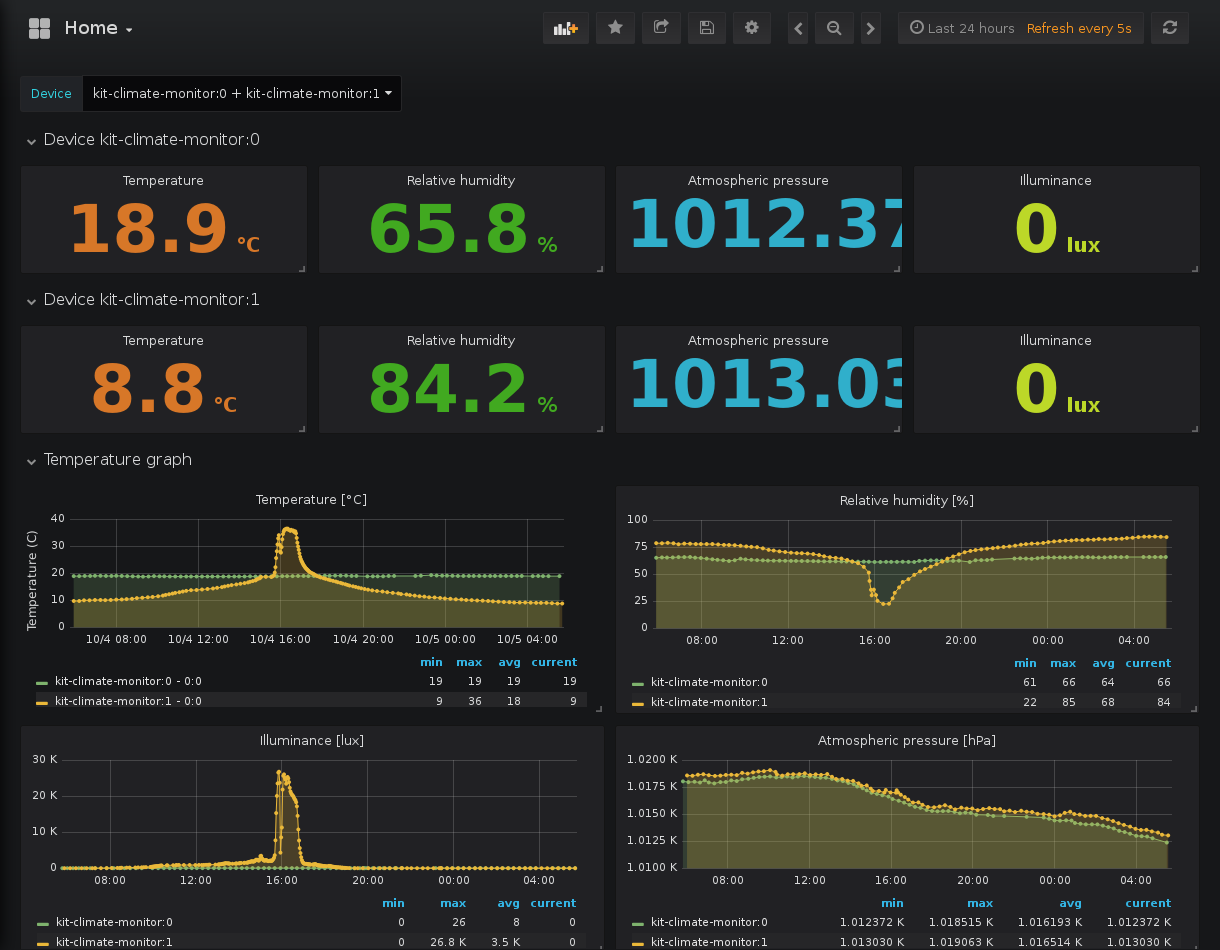 Home
Last 24 hours Refresh every 5s
Device kit-climate-monitor:0 + kit-climate-monitor:1
Device kit-climate-monitor:0
Temperature Relative humidity Atmospheric pressure Illuminance
18.9 °C 65.8 % 1012.37 0 lux
Device kit-climate-monitor:1
Temperature Relative humidity Atmospheric pressure Illuminance
8.8 °C 84.2 % 1013.03 0 lux
Temperature graph
Temperature [°C]
Temperature (C)
40
30
20
10
0
10/4 08:00 10/4 12:00 10/4 16:00 10/4 20:00 10/5 00:00 10/5 04:00
min max avg current
kit-climate-monitor:0 - 0:0 19 19 19 19
kit-climate-monitor:1 - 0:0 9 36 18 9
Relative humidity [%]
100
75
50
25
0
08:00 12:00 16:00 20:00 00:00 04:00
min max avg current
kit-climate-monitor:0 61 66 64 66
kit-climate-monitor:1 22 85 68 84
Illuminance [lux]
30 K
20 K
10 K
0
08:00 12:00 16:00 20:00 00:00 04:00
min max avg current
kit-climate-monitor:0 0 26 8 0
kit-climate-monitor:1 0 26.8 K 3.5 K 0
Atmospheric pressure [hPa]
1.0200 K
1.0175 K
1.0150 K
1.0125 K
1.0100 K
08:00 12:00 16:00 20:00 00:00 04:00
min max avg current
kit-climate-monitor:0 1.012372 K 1.018515 K 1.016193 K 1.012372 K
kit-climate-monitor:1 1.013030 K 1.019063 K 1.016514 K 1.013030 K